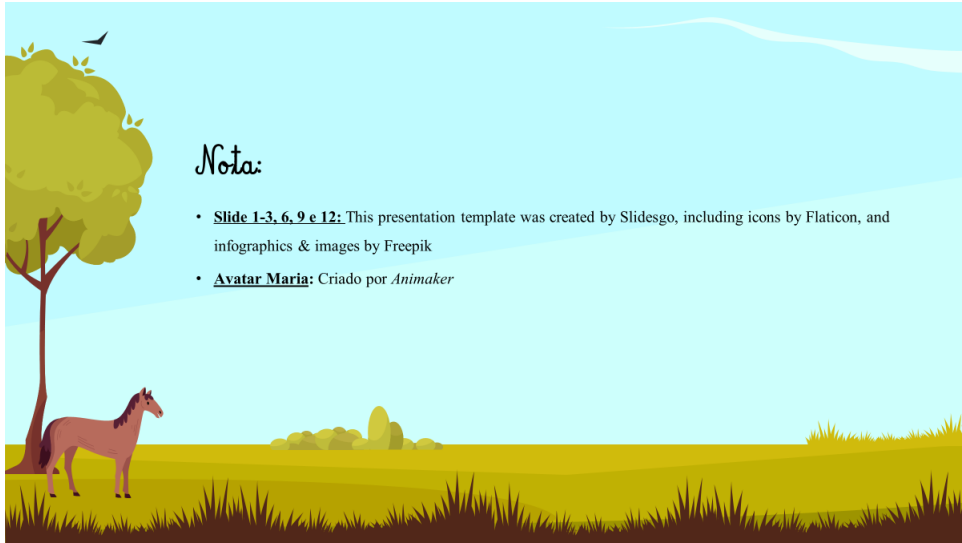 Nota:
• Slide 1-3, 6, 9 e 12: This presentation template was created by Slidesgo, including icons by Flaticon, and
infographics & images by Freepik
• Avatar Maria: Criado por Animaker